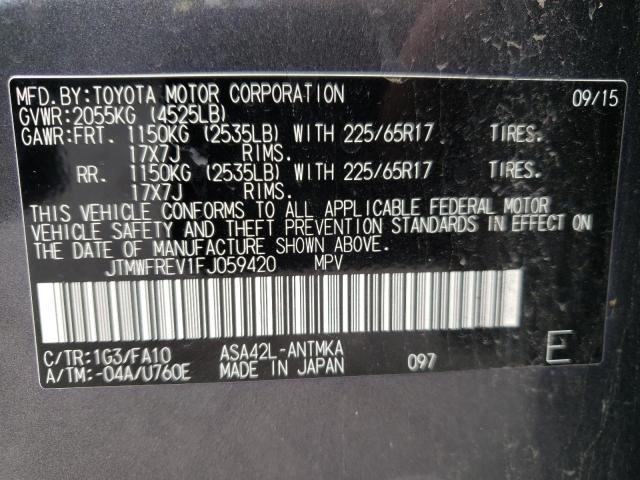 MFD.BY:TOYOTA MOTOR CORPORATION 09/15
GVWR:2055KG (4525LB)
GAWR:FRT. 1150KG (2535LB) WITH 225/65R17 TIRES.
17X7J RIMS.
RR. 1150KG (2535LB) WITH 225/65R17 TIRES.
17X7J RIMS.
THIS VEHICLE CONFORMS TO ALL APPLICABLE FEDERAL MOTOR
VEHICLE SAFETY AND THEFT PREVENTION STANDARDS IN EFFECT ON
THE DATE OF MANUFACTURE SHOWN ABOVE.
JTMWFREV1FJ059420 MPV
C/TR:1G3/FA10 ASA42L-ANTMKA
A/TM:-04A/U760E MADE IN JAPAN 097 E